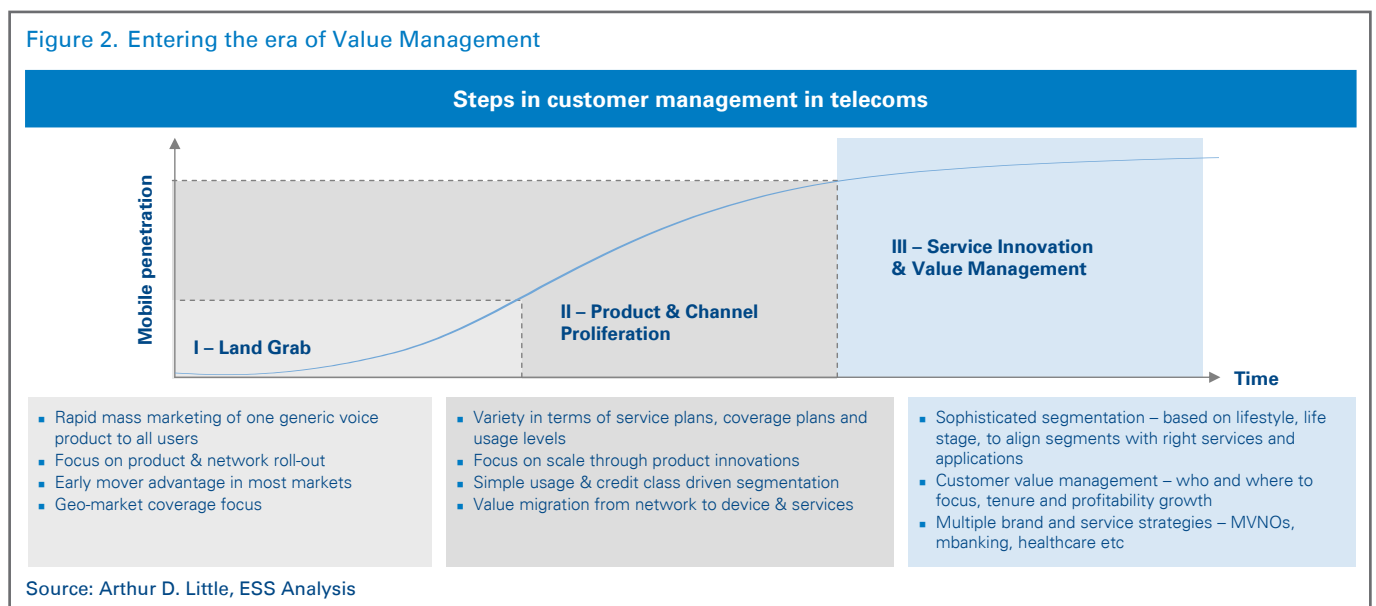 Figure 2. Entering the era of Value Management
Steps in customer management in telecoms
Mobile penetration
I – Land Grab
II – Product & Channel
Proliferation
III – Service Innovation
& Value Management
Time
▪ Rapid mass marketing of one generic voice
product to all users
▪ Focus on product & network roll-out
▪ Early mover advantage in most markets
▪ Geo-market coverage focus
▪ Variety in terms of service plans, coverage plans and
usage levels
▪ Focus on scale through product innovations
▪ Simple usage & credit class driven segmentation
▪ Value migration from network to device & services
▪ Sophisticated segmentation – based on lifestyle, life
stage, to align segments with right services and
applications
▪ Customer value management – who and where to
focus, tenure and profitability growth
▪ Multiple brand and service strategies – MVNOs,
mbanking, healthcare etc
Source: Arthur D. Little, ESS Analysis